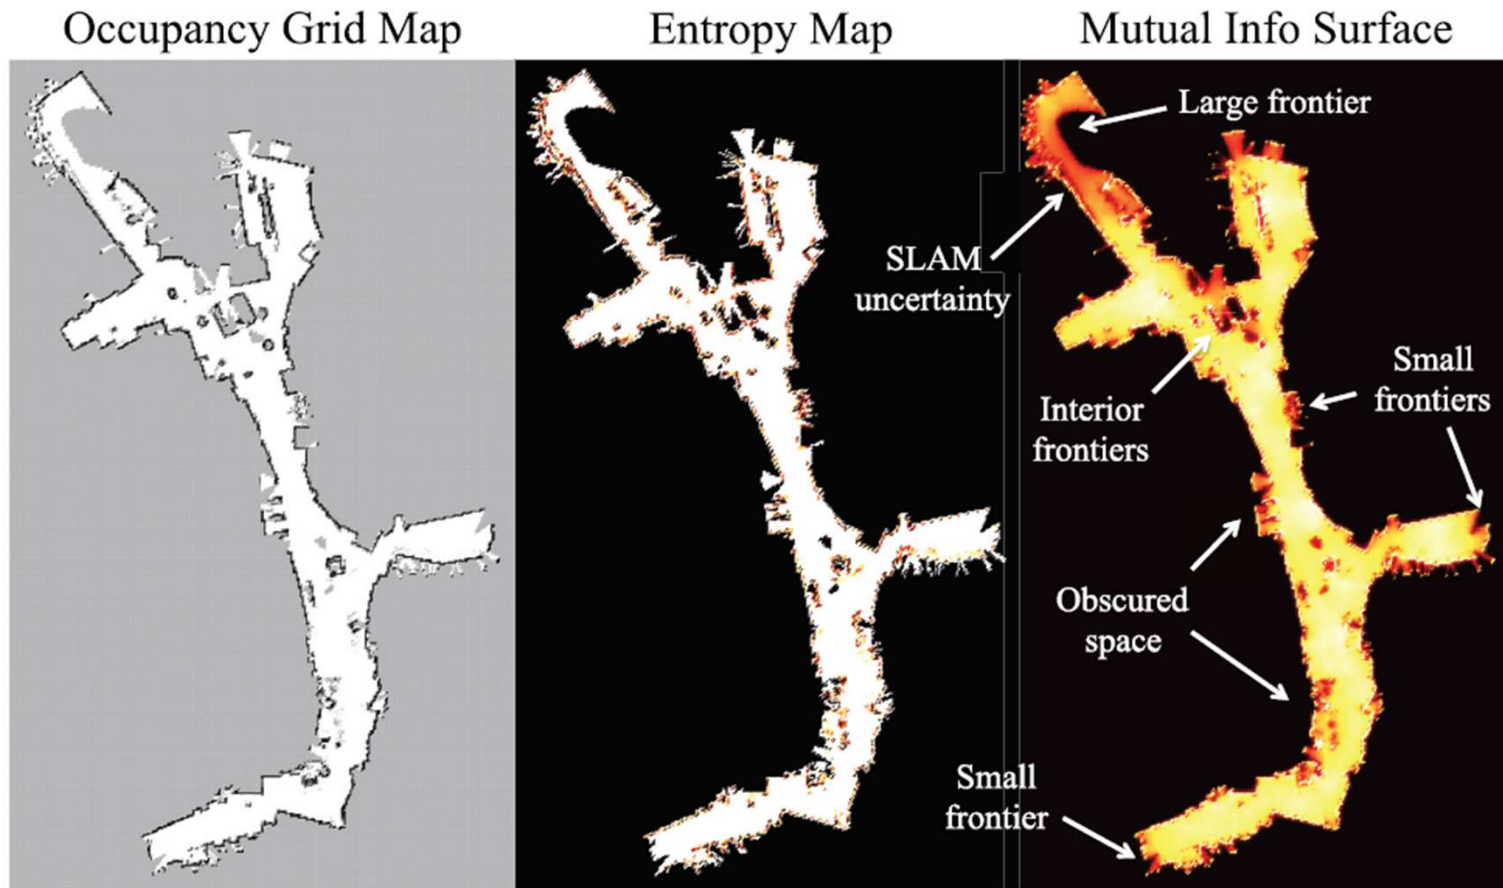 Occupancy Grid Map
Entropy Map
Mutual Info Surface
Large frontier
SLAM
uncertainty
Interior
frontiers
Small
frontiers
Obscured
space
Small
frontier